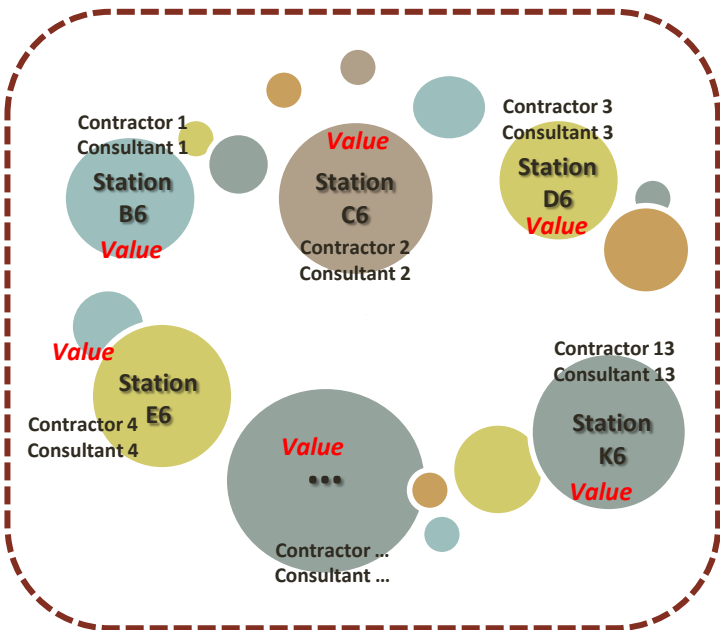 Contractor 1
Consultant 1
Station
B6
Value
Value
Station
C6
Contractor 2
Consultant 2
Contractor 3
Consultant 3
Station
D6
Value
Value
Station
E6
Contractor 4
Consultant 4
Value
...
Contractor ...
Consultant ...
Contractor 13
Consultant 13
Station
K6
Value